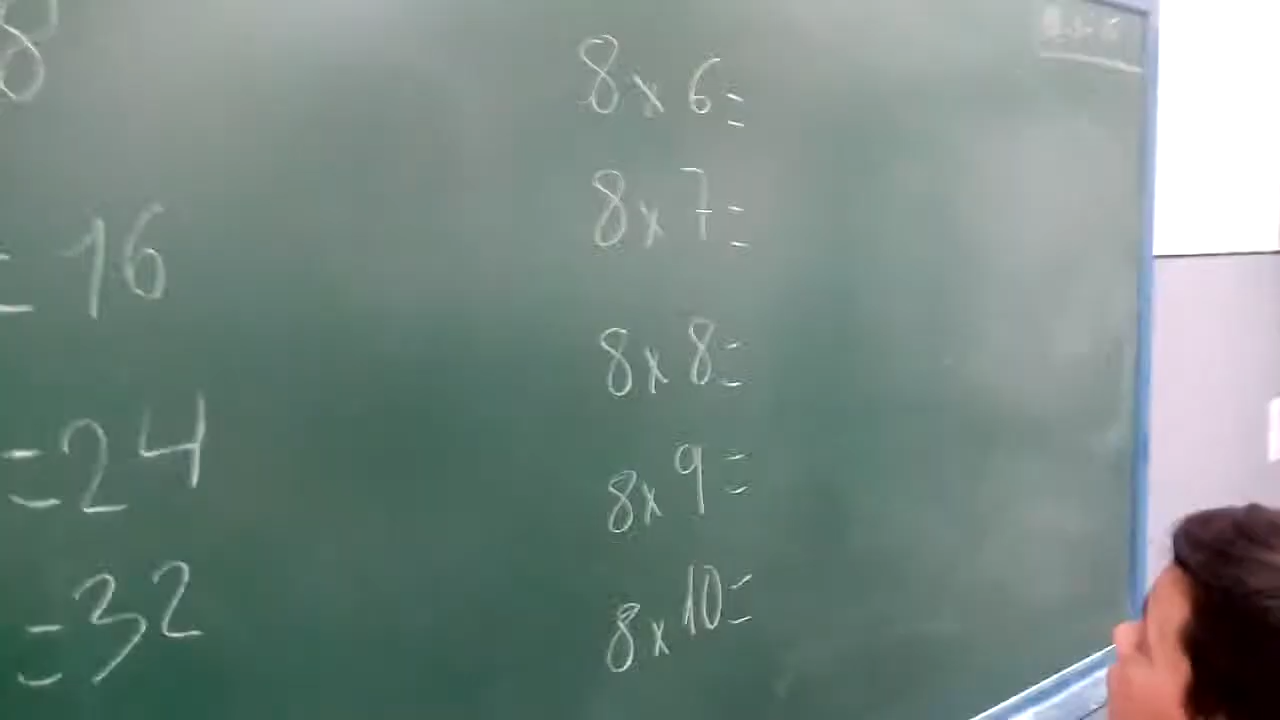 8
= 16
= 24
= 32
8 x 6 =
8 x 7 =
8 x 8 =
8 x 9 =
8 x 10 =